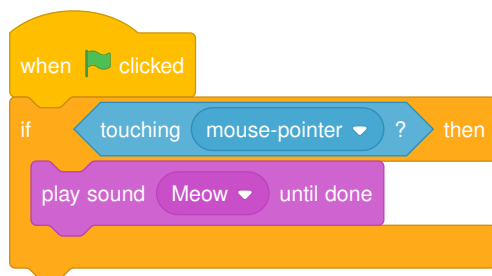 when clicked
if touching mouse-pointer ? then
play sound Meow until done